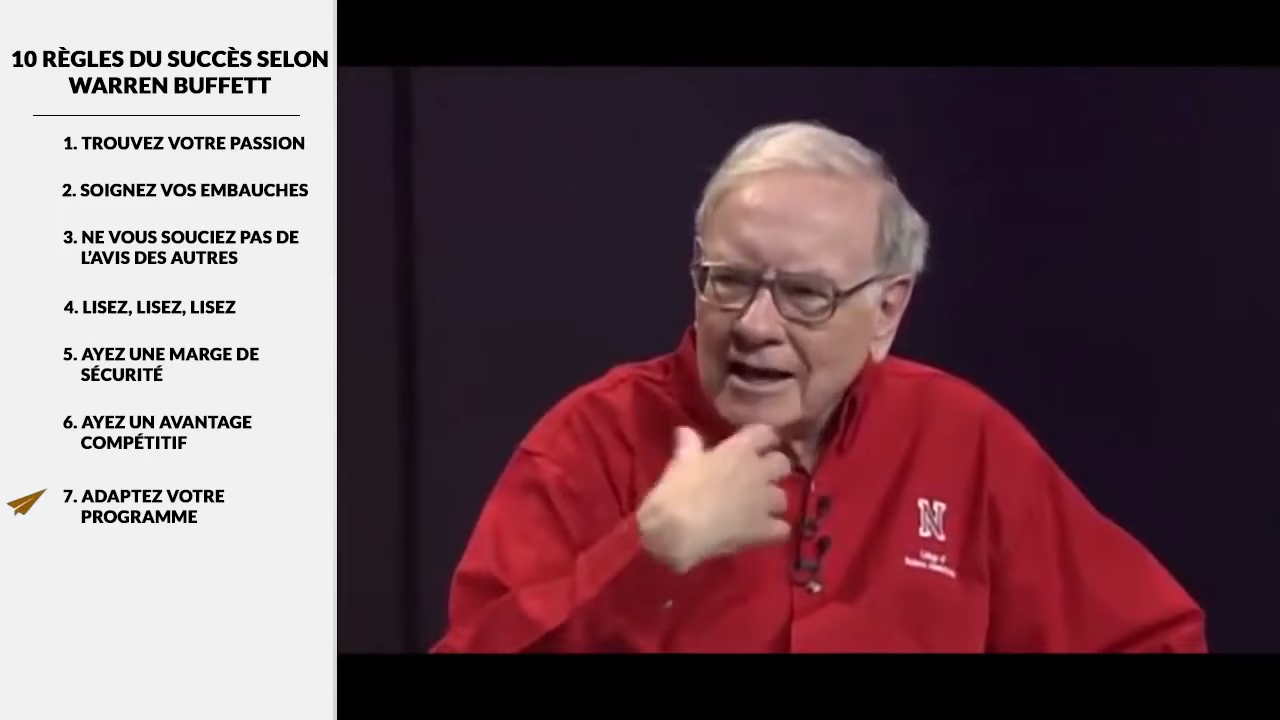 10 RÈGLES DU SUCCÈS SELON
WARREN BUFFETT
1. TROUVEZ VOTRE PASSION
2. SOIGNEZ VOS EMBAUCHES
3. NE VOUS SOUCIEZ PAS DE
L'AVIS DES AUTRES
4. LISEZ, LISEZ, LISEZ
5. AYEZ UNE MARGE DE
SÉCURITÉ
6. AYEZ UN AVANTAGE
COMPÉTITIF
7. ADAPTEZ VOTRE
PROGRAMME
N
College of